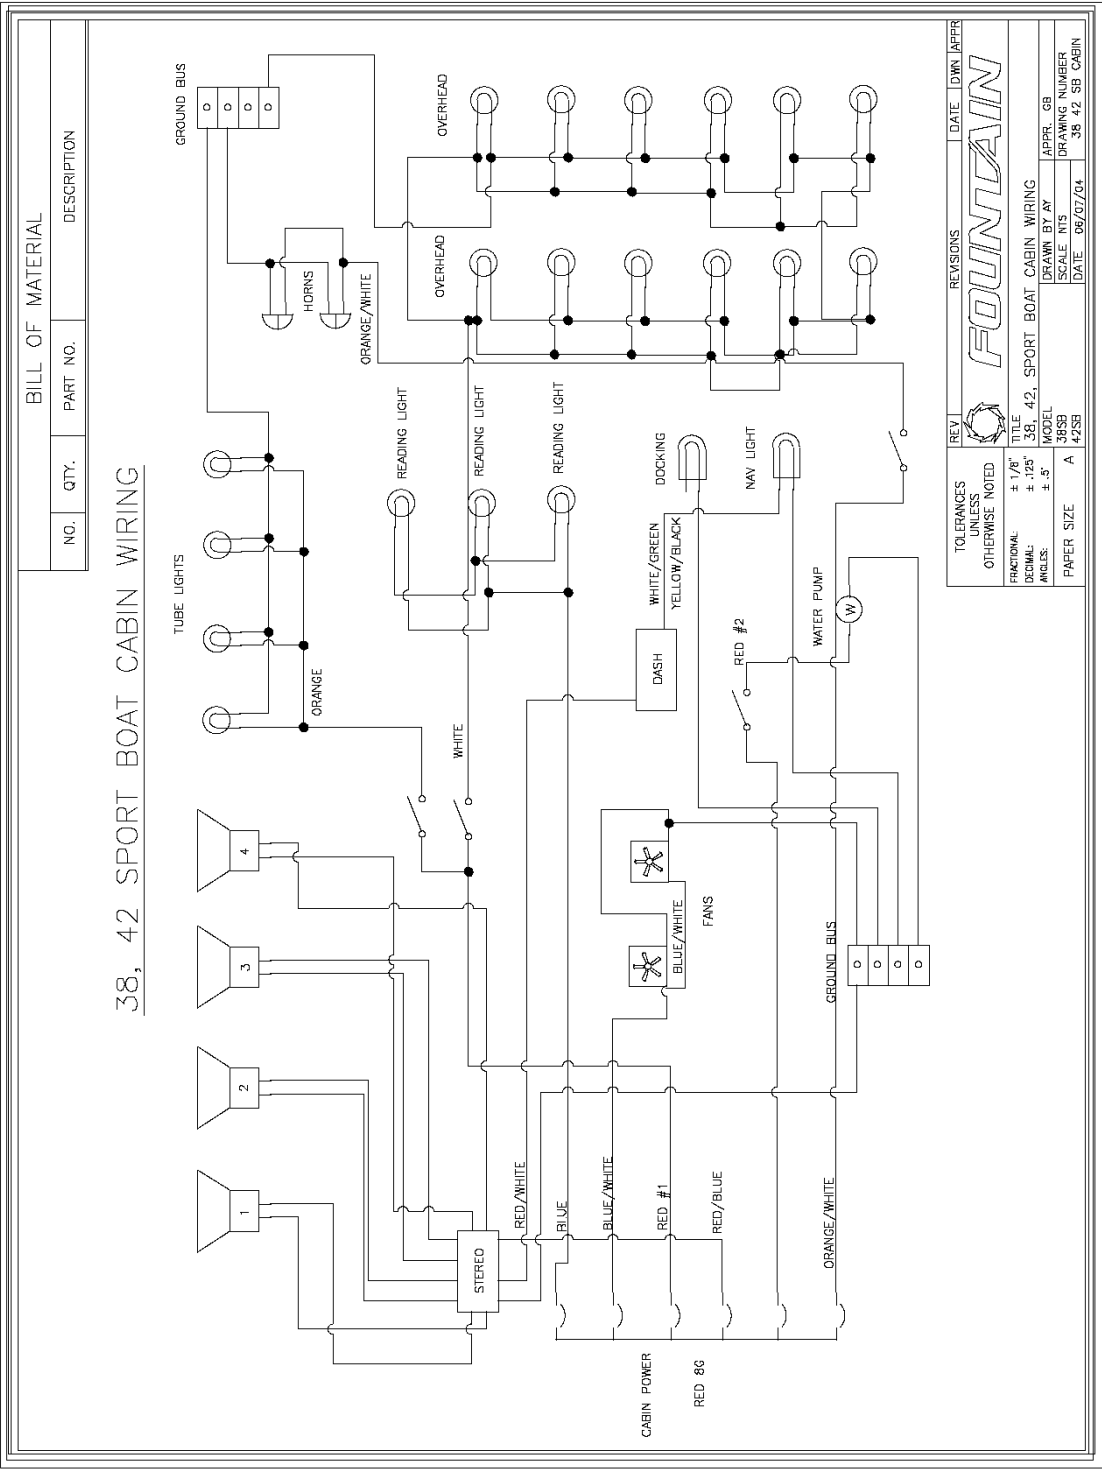 BILL OF MATERIAL
NO.
QTY.
PART NO.
DESCRIPTION
38, 42 SPORT BOAT CABIN WIRING
1
2
3
4
TUBE LIGHTS
ORANGE
GROUND BUS
HORNS
ORANGE/WHITE
OVERHEAD
OVERHEAD
READING LIGHT
READING LIGHT
READING LIGHT
WHITE
STEREO
RED/WHITE
BLUE
BLUE/WHITE
RED #1
RED/BLUE
ORANGE/WHITE
CABIN POWER
RED 8G
BLUE/WHITE
FANS
GROUND BUS
DASH
WHITE/GREEN
YELLOW/BLACK
DOCKING
NAV LIGHT
RED #2
WATER PUMP
W
TOLERANCES
UNLESS
OTHERWISE NOTED
FRACTIONAL: ± 1/8"
DECIMAL: ± .125"
ANGLES: ± .5°
PAPER SIZE A
REV
REVISIONS
DATE
DWN
APPR
FOUNTAIN
TITLE
38, 42, SPORT BOAT CABIN WIRING
MODEL
38SB
42SB
DRAWN BY AY
APPR. GB
SCALE NTS
DATE 06/07/04
DRAWING NUMBER
38 42 SB CABIN